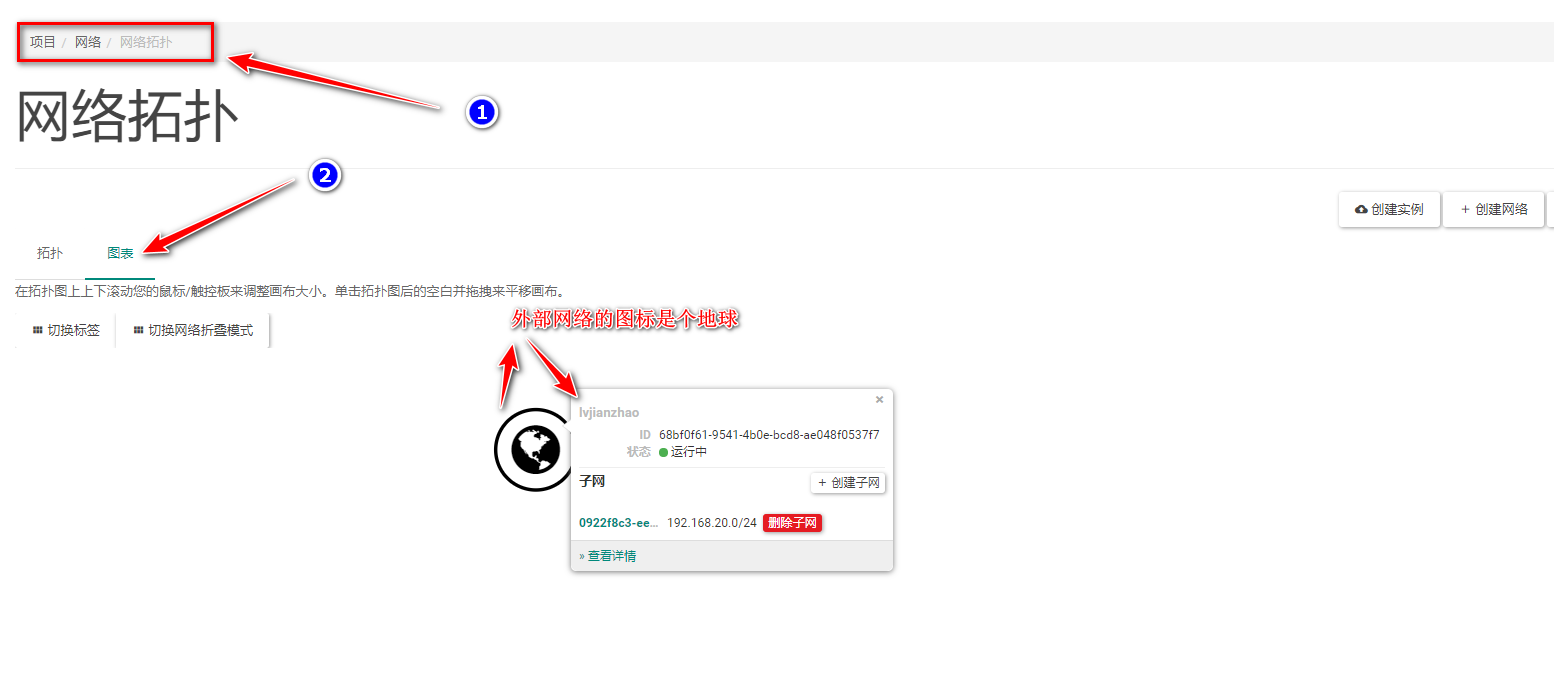 项目 / 网络 / 网络拓扑
1
网络拓扑
2
创建实例
+ 创建网络
拓扑
图表
在拓扑图上上下滚动您的鼠标/触控板来调整画布大小。单击拓扑图后的空白并拖拽来平移画布。
切换标签
切换网络折叠模式
外部网络的图标是个地球
×
lvjianzhao
ID 68bf0f61-9541-4b0e-bcd8-ae048f0537f7
状态 运行中
子网
+ 创建子网
0922f8c3-ee... 192.168.20.0/24 删除子网
» 查看详情